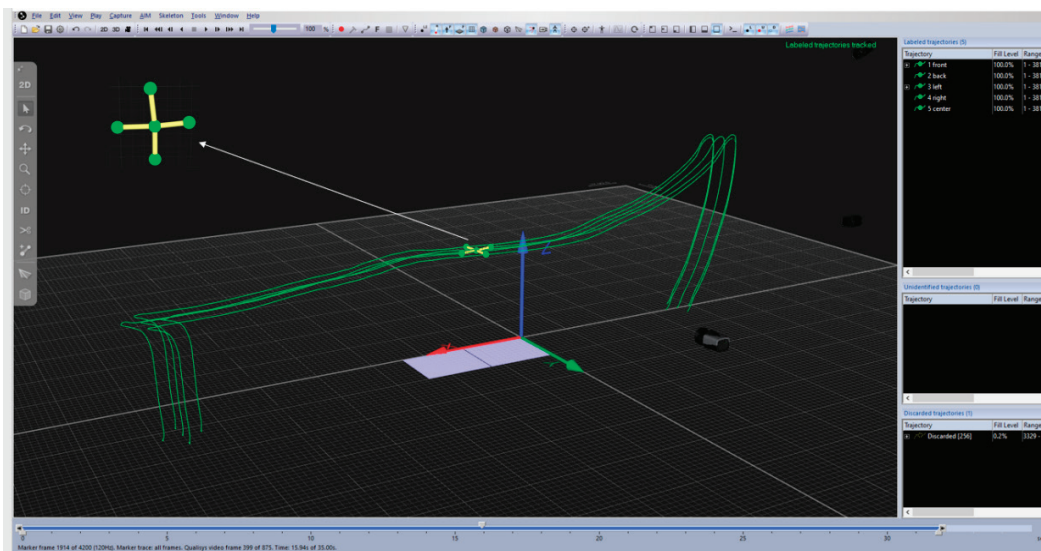 File Edit View Play Capture AIM Skeleton Tools Window Help
2D 3D 100 %
Labeled trajectories tracked
2D
ID
Z
Labeled trajectories (5)
Trajectory Fill Level Range
1 front 100.0% 1 - 381
2 back 100.0% 1 - 381
3 left 100.0% 1 - 381
4 right 100.0% 1 - 381
5 center 100.0% 1 - 381
Unidentified trajectories (0)
Trajectory Fill Level Range
Discarded trajectories (1)
Trajectory Fill Level Range
Discarded [256] 0.2% 3329 -
0 5 10 15 20 25 30
Marker frame 1914 of 4200 (120Hz). Marker trace: all frames. Qualisys video frame 399 of 875. Time: 15.94s of 35.00s.